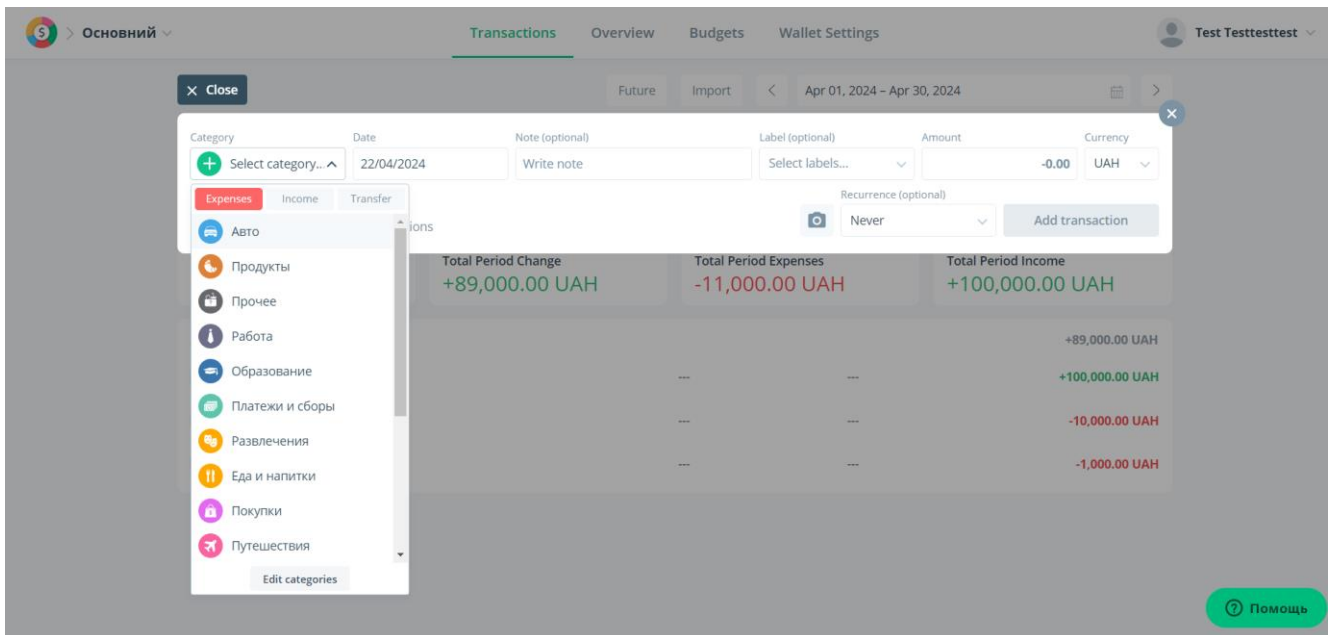 S
Основний
Transactions
Overview
Budgets
Wallet Settings
Test Testtesttest
Close
Future
Import
Apr 01, 2024 – Apr 30, 2024
Category
Date
Note (optional)
Label (optional)
Amount
Currency
Select category...
22/04/2024
Write note
Select labels...
-0.00
UAH
Expenses
Income
Transfer
Recurrence (optional)
ions
Never
Add transaction
Авто
Продукты
Прочее
Работа
Образование
Платежи и сборы
Развлечения
Еда и напитки
Покупки
Путешествия
Edit categories
Total Period Change
+89,000.00 UAH
Total Period Expenses
-11,000.00 UAH
Total Period Income
+100,000.00 UAH
+89,000.00 UAH
--- --- +100,000.00 UAH
--- --- -10,000.00 UAH
--- --- -1,000.00 UAH
Помощь